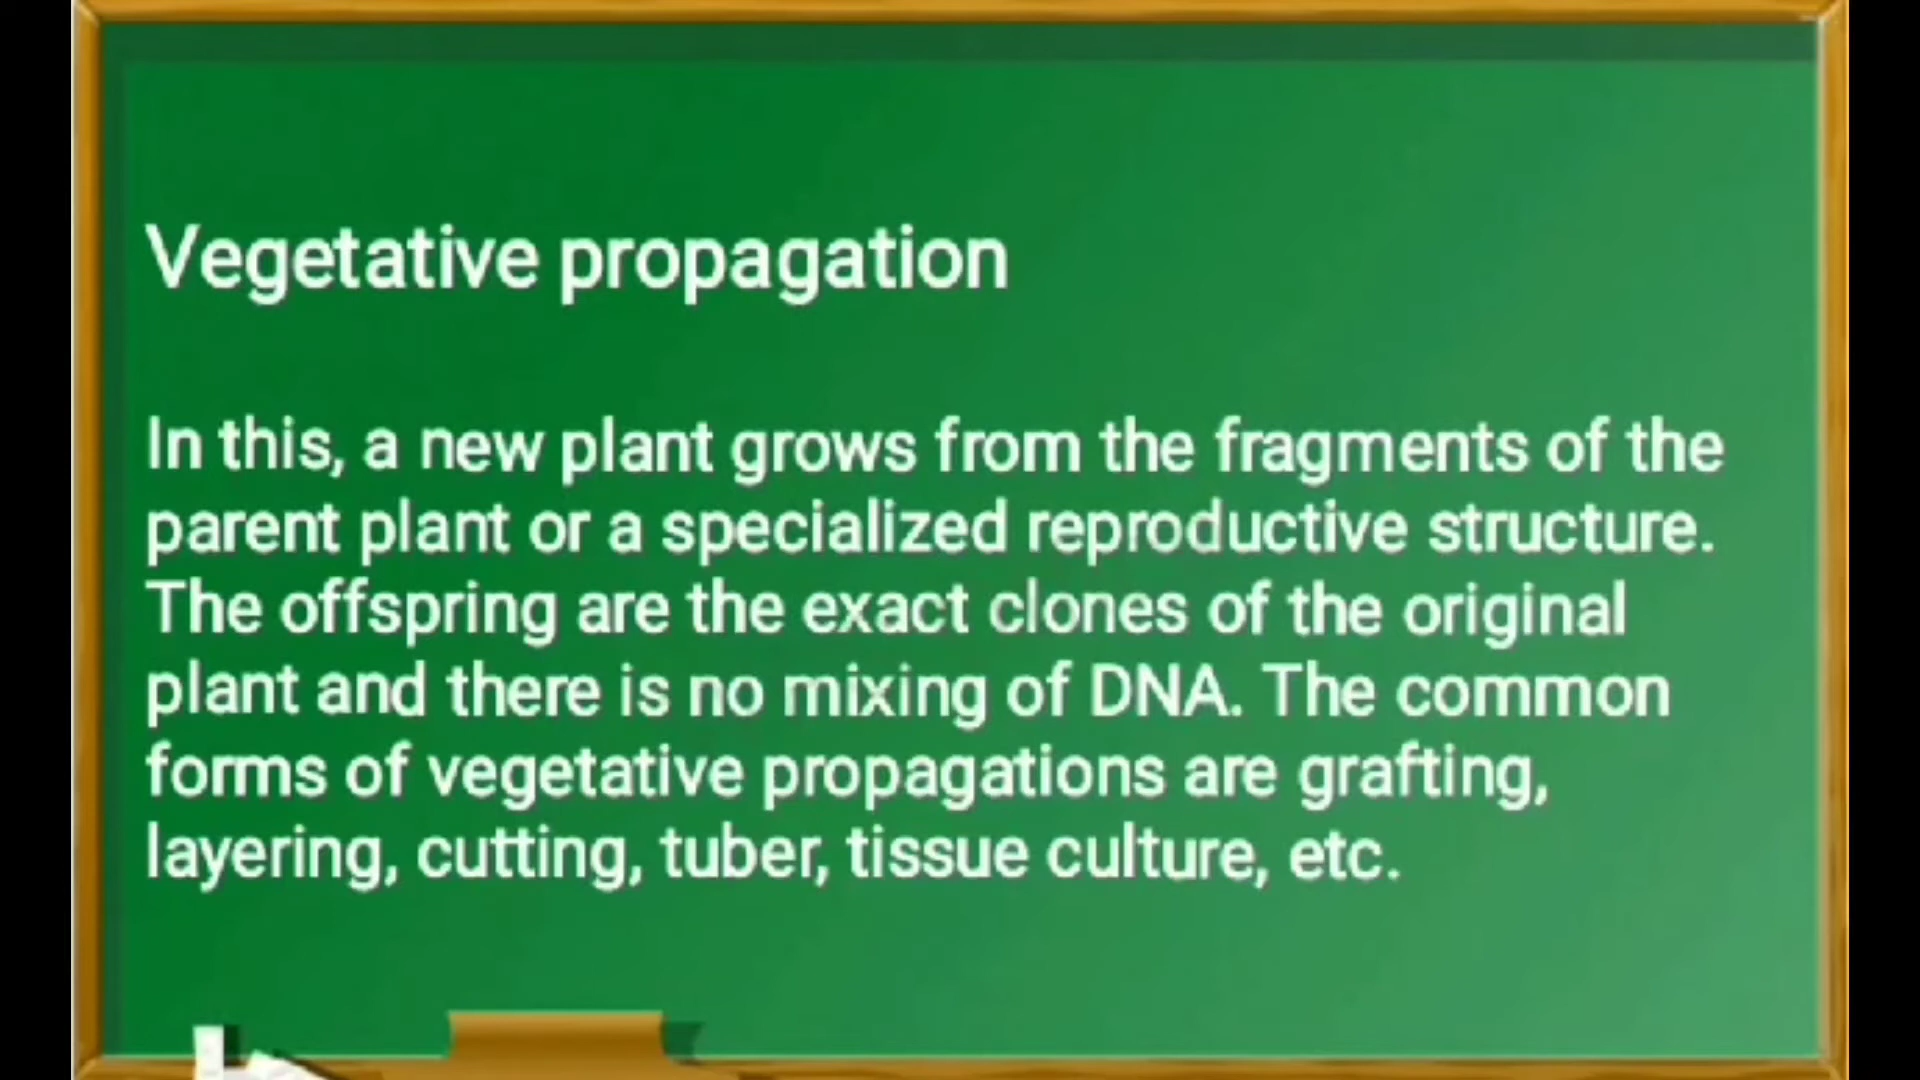 Vegetative propagation
In this, a new plant grows from the fragments of the
parent plant or a specialized reproductive structure.
The offspring are the exact clones of the original
plant and there is no mixing of DNA. The common
forms of vegetative propagations are grafting,
layering, cutting, tuber, tissue culture, etc.